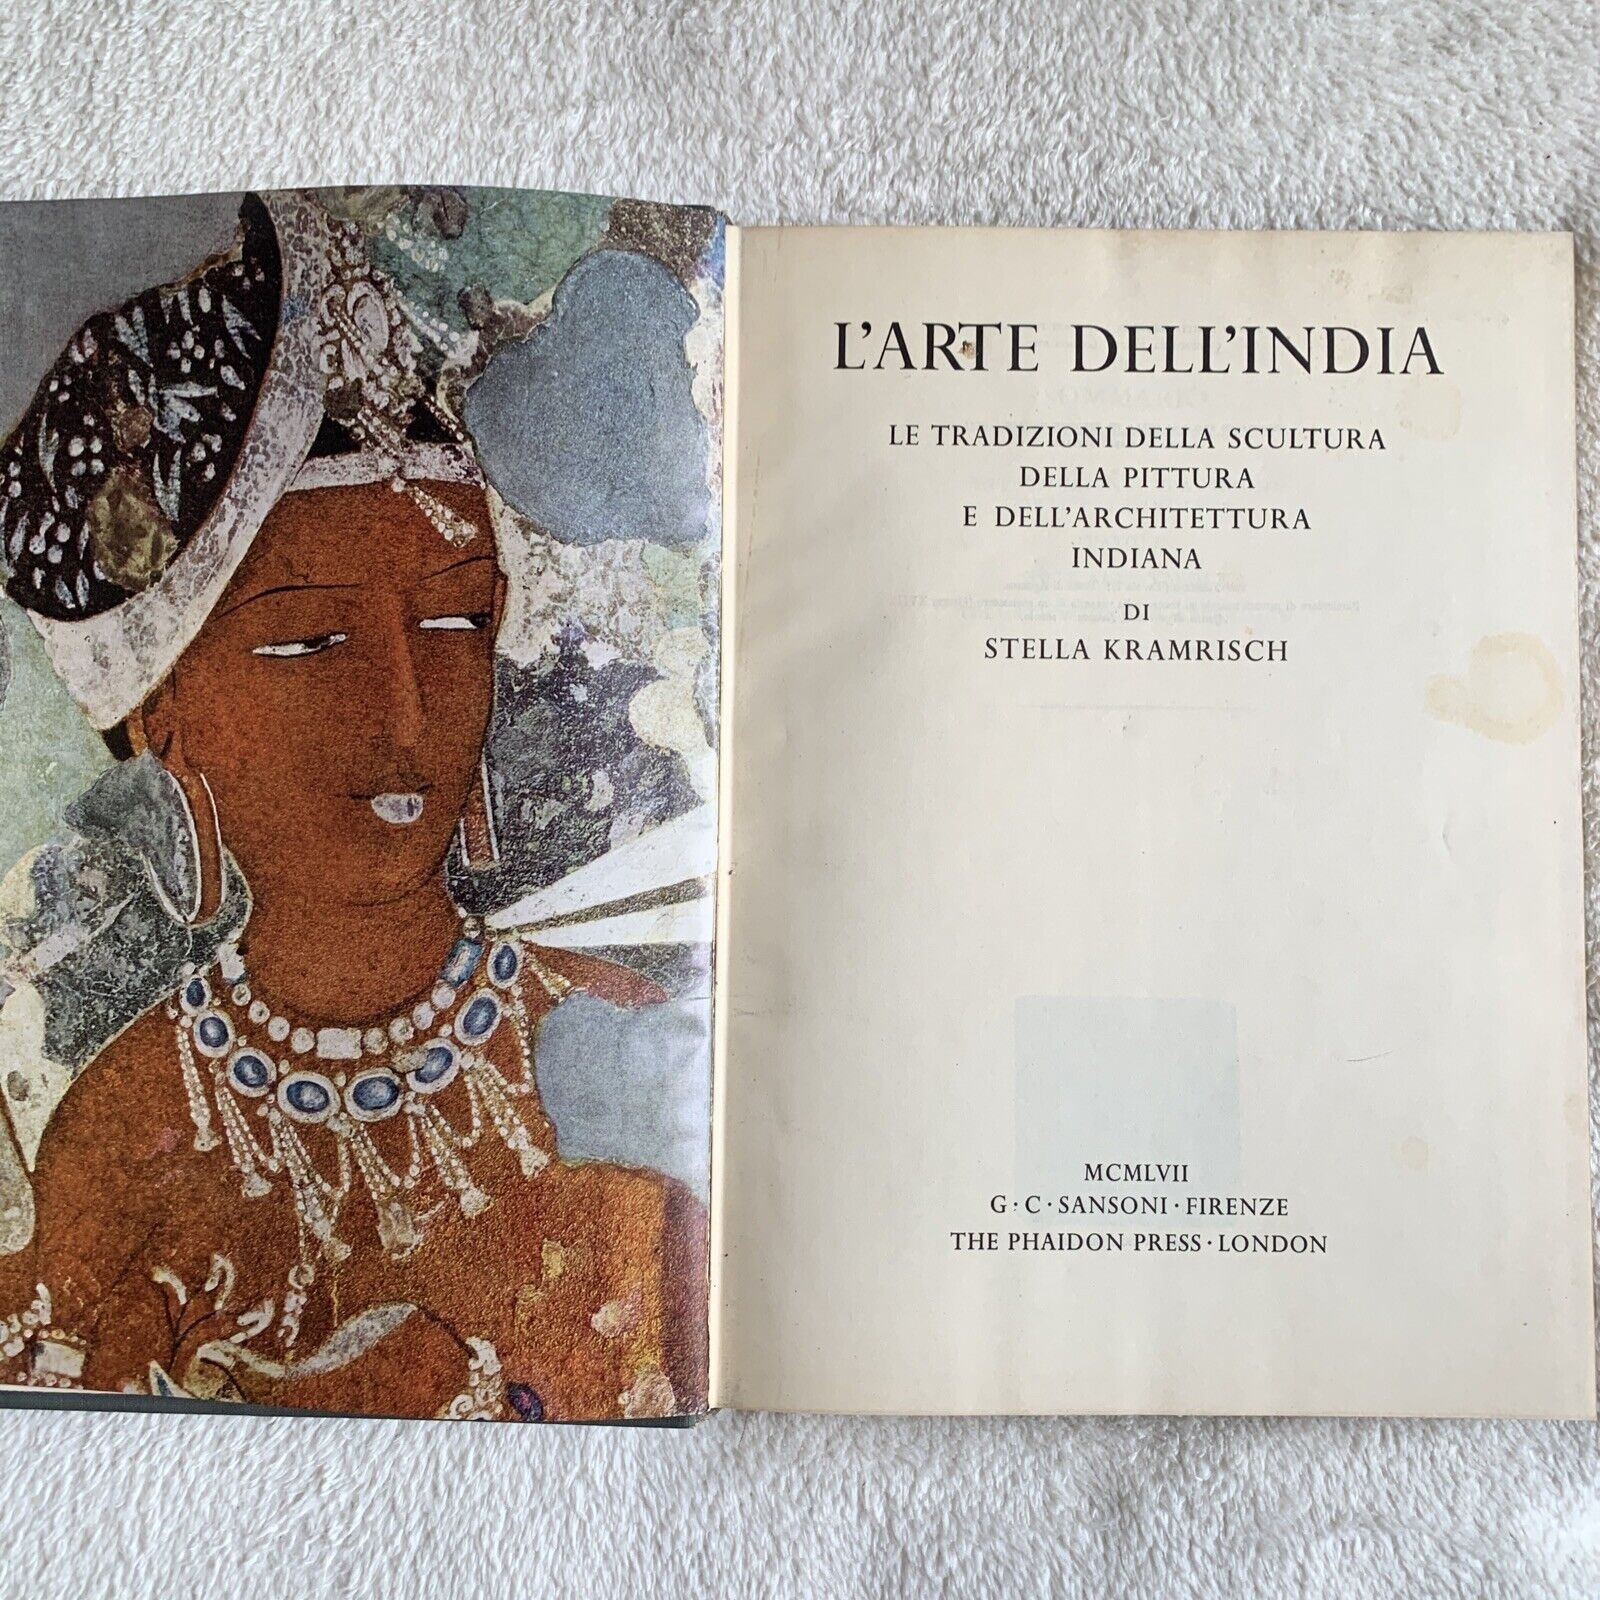 L'ARTE DELL'INDIA
LE TRADIZIONI DELLA SCULTURA
DELLA PITTURA
E DELL'ARCHITETTURA
INDIANA
DI
STELLA KRAMRISCH
MCMLVII
G · C · SANSONI · FIRENZE
THE PHAIDON PRESS · LONDON